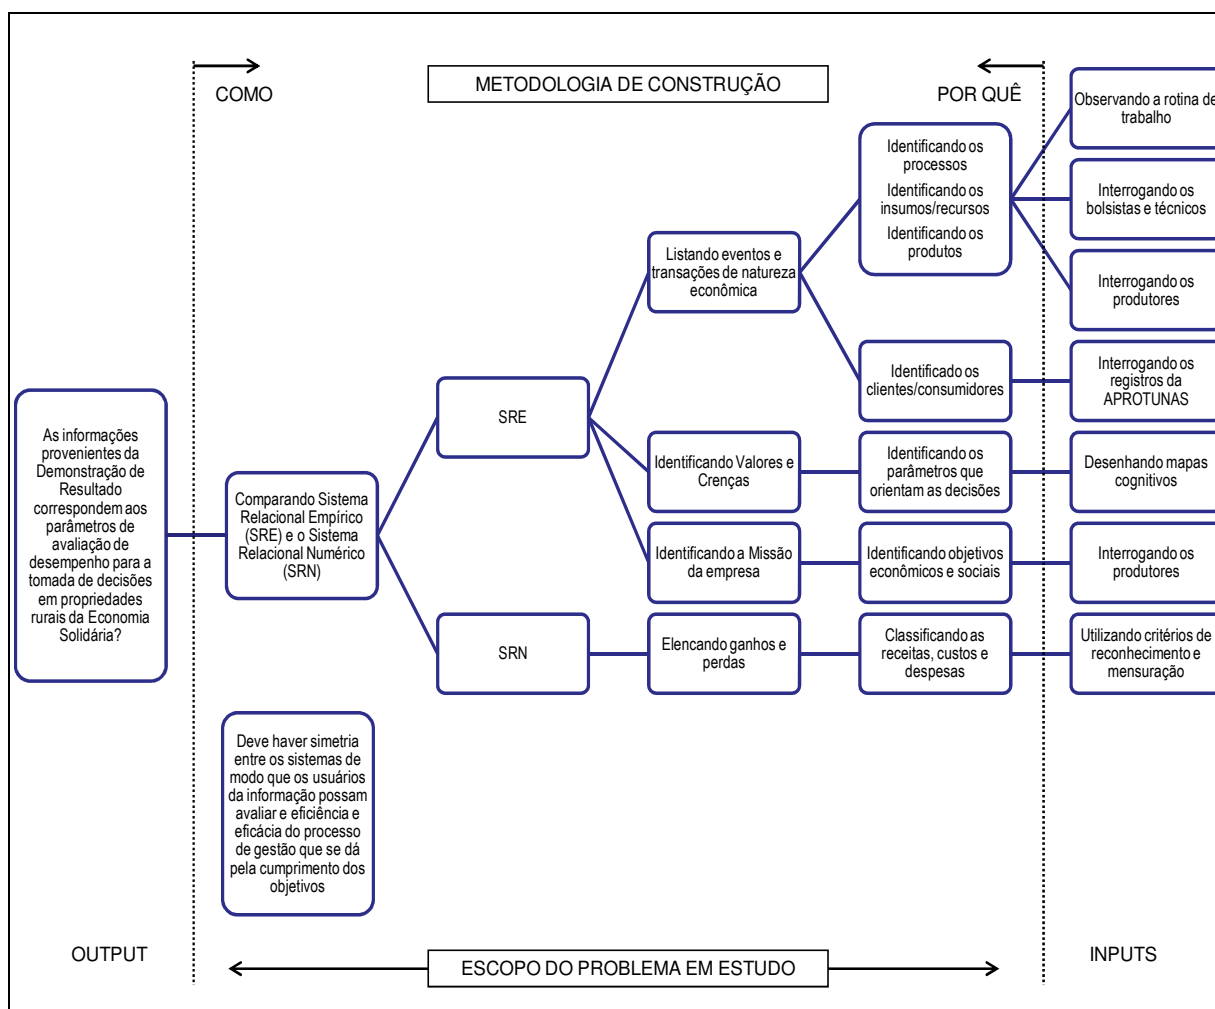 METODOLOGIA DE CONSTRUÇÃO
COMO
POR QUÊ
As informações
provenientes da
Demonstração de
Resultado
correspondem aos
parâmetros de
avaliação de
desempenho para a
tomada de decisões
em propriedades
rurais da Economia
Solidária?
Comparando Sistema
Relacional Empírico
(SRE) e o Sistema
Relacional Numérico
(SRN)
Deve haver simetria
entre os sistemas de
modo que os usuários
da informação possam
avaliar e eficiência e
eficácia do processo
de gestão que se dá
pela cumprimento dos
objetivos
SRE
SRN
Listando eventos e
transações de natureza
econômica
Identificando Valores e
Crenças
Identificando a Missão
da empresa
Elencando ganhos e
perdas
Identificando os
processos
Identificando os
insumos/recursos
Identificando os
produtos
Identificado os
clientes/consumidores
Identificando os
parâmetros que
orientam as decisões
Identificando objetivos
econômicos e sociais
Classificando as
receitas, custos e
despesas
Observando a rotina de
trabalho
Interrogando os
bolsistas e técnicos
Interrogando os
produtores
Interrogando os
registros da
APROTUNAS
Desenhando mapas
cognitivos
Interrogando os
produtores
Utilizando critérios de
reconhecimento e
mensuração
OUTPUT
ESCOPO DO PROBLEMA EM ESTUDO
INPUTS